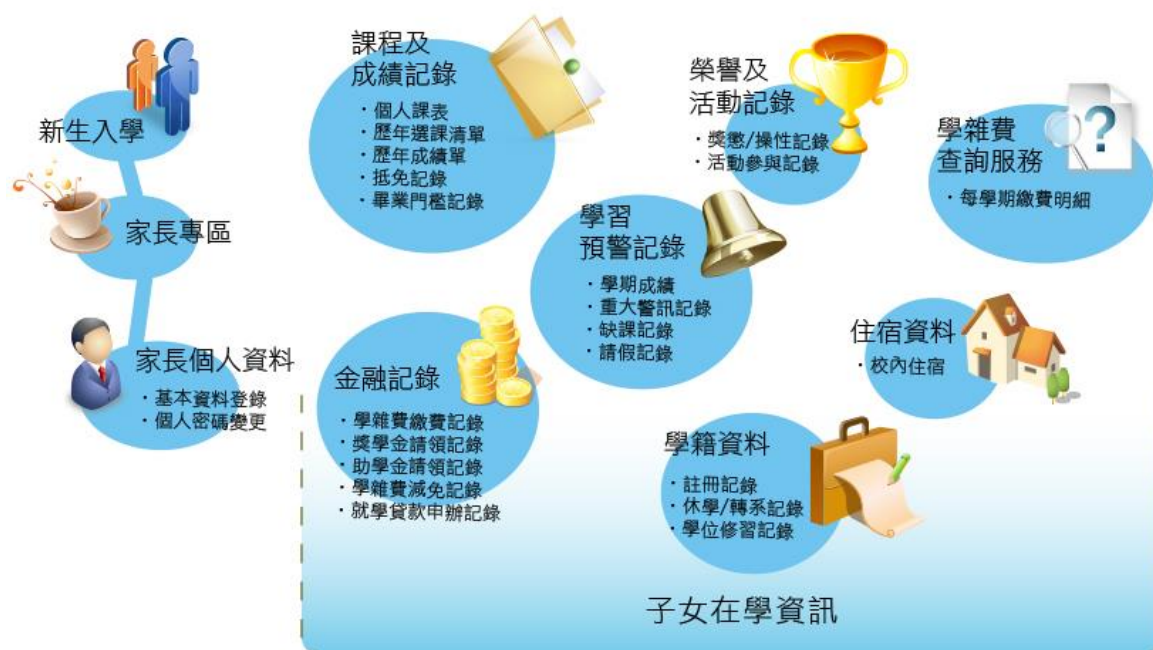 新生入學
家長專區
家長個人資料
・基本資料登錄
・個人密碼變更
課程及
成績記錄
・個人課表
・歷年選課清單
・歷年成績單
・抵免記錄
・畢業門檻記錄
榮譽及
活動記錄
・獎懲/操性記錄
・活動參與記錄
學雜費
查詢服務
・每學期繳費明細
學習
預警記錄
・學期成績
・重大警訊記錄
・缺課記錄
・請假記錄
金融記錄
・學雜費繳費記錄
・獎學金請領記錄
・助學金請領記錄
・學雜費減免記錄
・就學貸款申辦記錄
住宿資料
・校內住宿
學籍資料
・註冊記錄
・休學/轉系記錄
・學位修習記錄
子女在學資訊